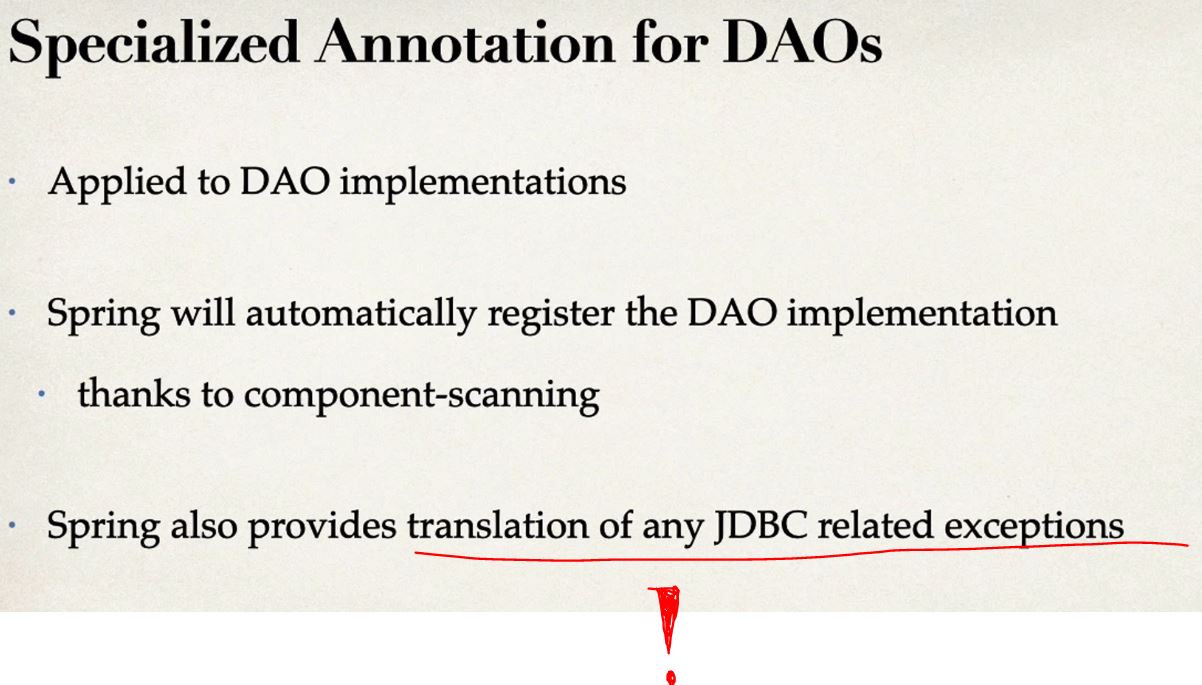 Specialized Annotation for DAOs
• Applied to DAO implementations
• Spring will automatically register the DAO implementation
• thanks to component-scanning
• Spring also provides translation of any JDBC related exceptions
!